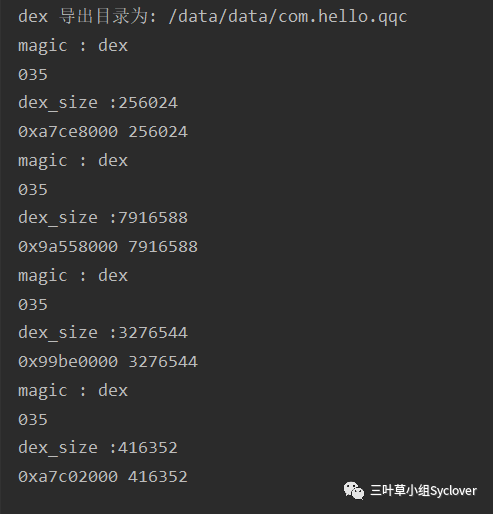 dex 导出目录为: /data/data/com.hello.qqc
magic : dex
035
dex_size :256024
0xa7ce8000 256024
magic : dex
035
dex_size :7916588
0x9a558000 7916588
magic : dex
035
dex_size :3276544
0x99be0000 3276544
magic : dex
035
dex_size :416352
0xa7c02000 416352
三叶草小组Syclover